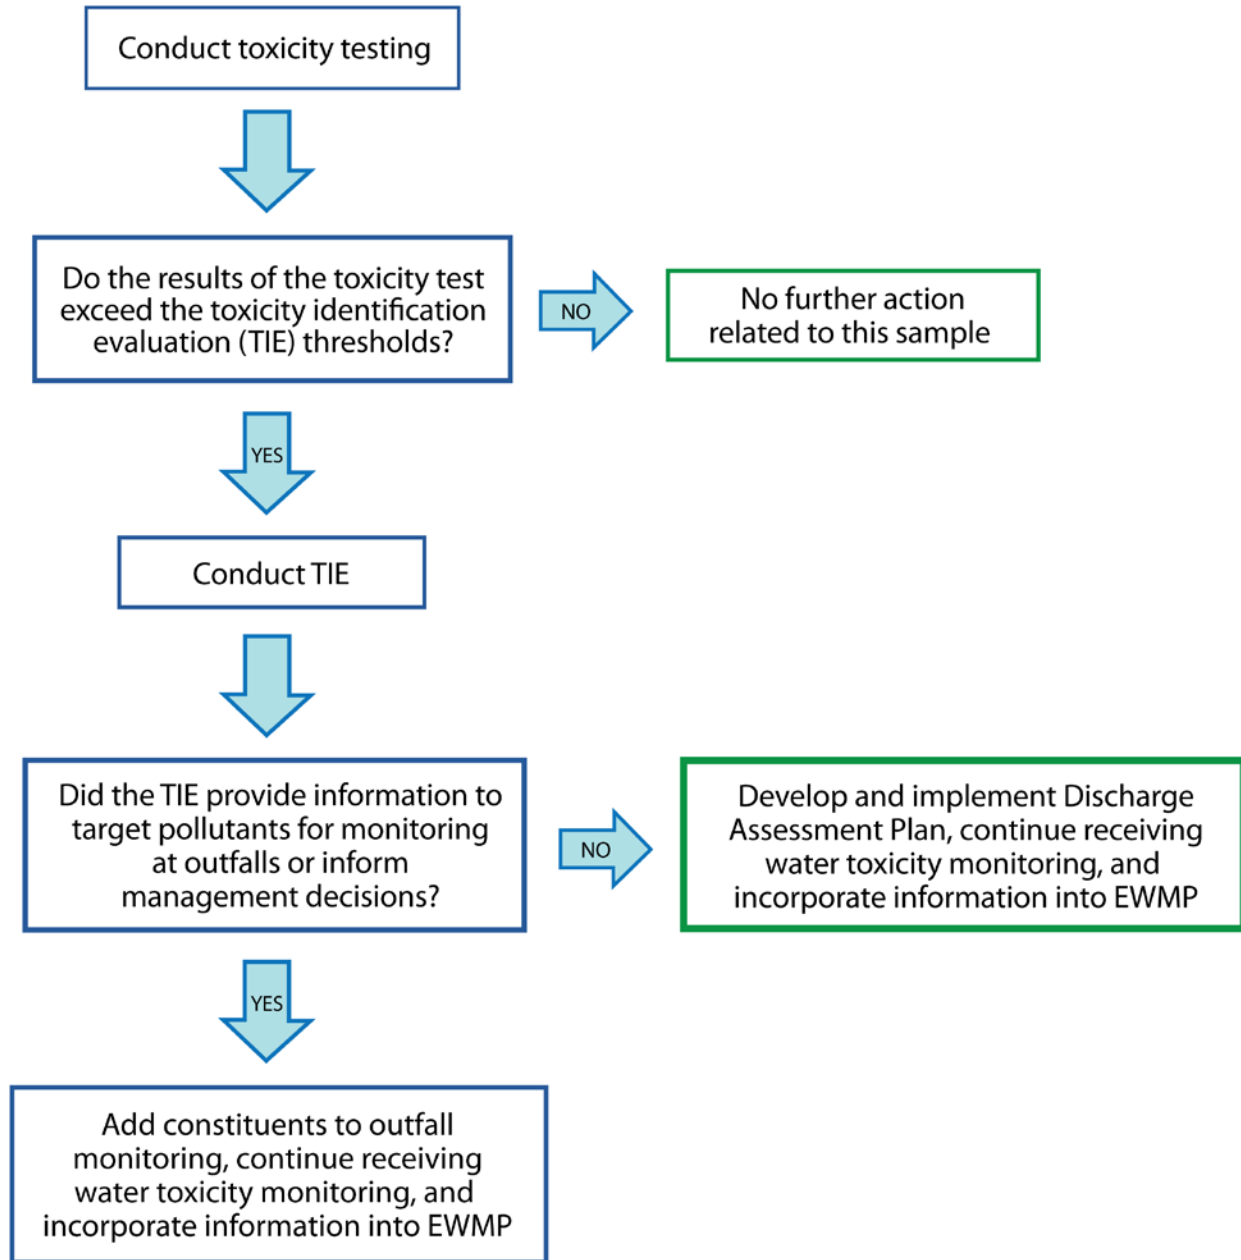 Conduct toxicity testing
Do the results of the toxicity test
exceed the toxicity identification
evaluation (TIE) thresholds?
NO
No further action
related to this sample
YES
Conduct TIE
Did the TIE provide information to
target pollutants for monitoring
at outfalls or inform
management decisions?
NO
Develop and implement Discharge
Assessment Plan, continue receiving
water toxicity monitoring, and
incorporate information into EWMP
YES
Add constituents to outfall
monitoring, continue receiving
water toxicity monitoring, and
incorporate information into EWMP